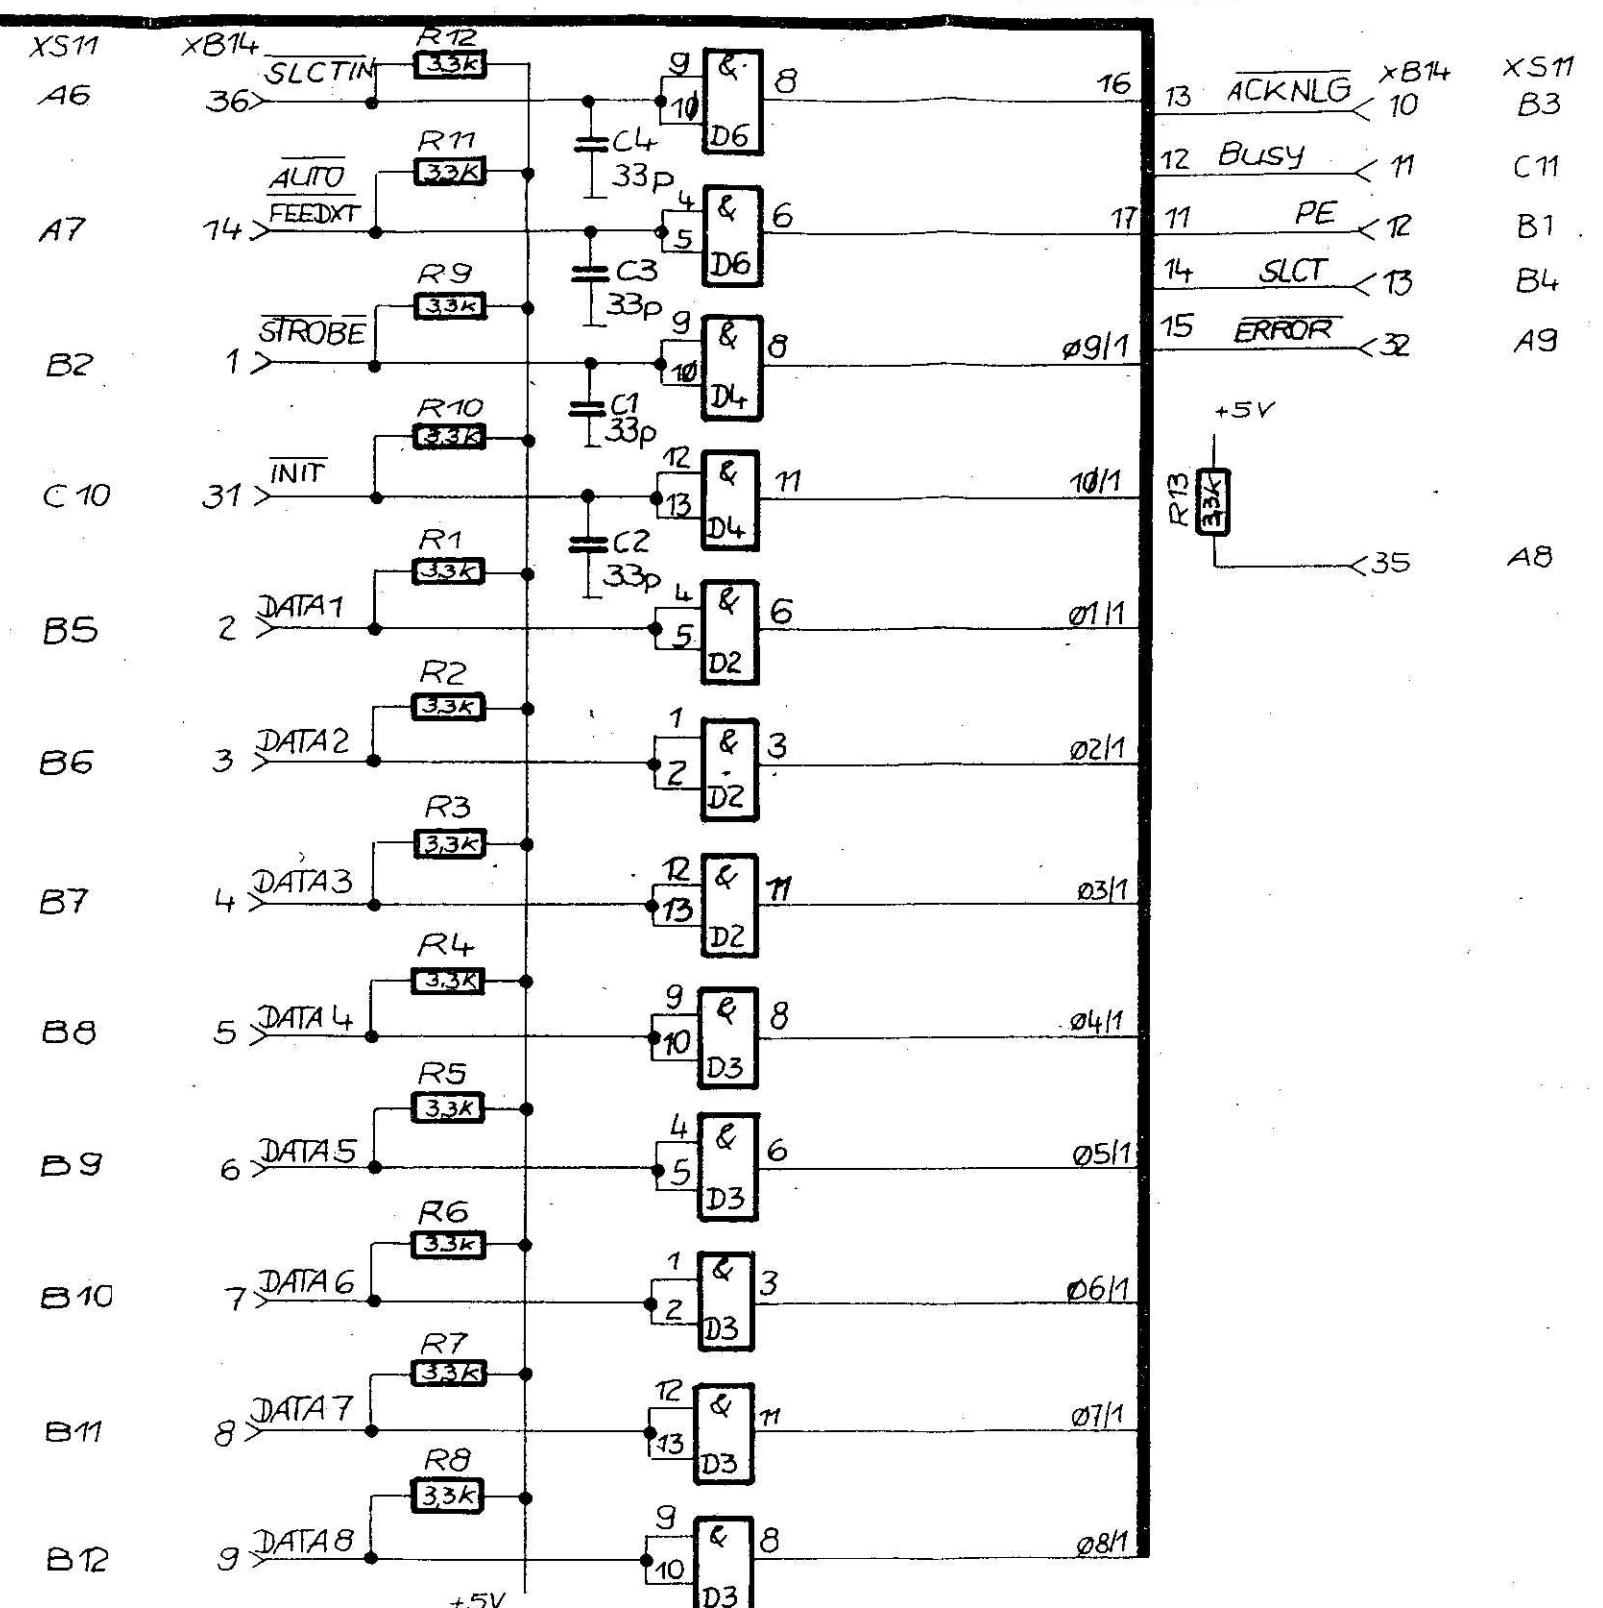 XS11 XB14 R12
A6 36 SLCTIN 3,3k 9 10 & D6 8 16
C4 33p
R11
A7 14 AUTO FEEDXT 3,3k 4 5 & D6 6 17
C3 33p
R9
B2 1 STROBE 3,3k 9 10 & D4 8 09/1
C1 33p
R10
C10 31 INIT 3,3k 12 13 & D4 11 10/1
C2 33p
R1
B5 2 DATA1 3,3k 4 5 & D2 6 01/1
R2
B6 3 DATA2 3,3k 1 2 & D2 3 02/1
R3
B7 4 DATA3 3,3k 12 13 & D2 11 03/1
R4
B8 5 DATA4 3,3k 9 10 & D3 8 04/1
R5
B9 6 DATA5 3,3k 4 5 & D3 6 05/1
R6
B10 7 DATA6 3,3k 1 2 & D3 3 06/1
R7
B11 8 DATA7 3,3k 12 13 & D3 11 07/1
R8
B12 9 DATA8 3,3k 9 10 & D3 8 08/1
+5V
XB14 XS11
13 ACKNLG 10 B3
12 BUSY 11 C11
11 PE 12 B1
14 SLCT 13 B4
15 ERROR 32 A9
+5V
R13 3,3k
35 A8